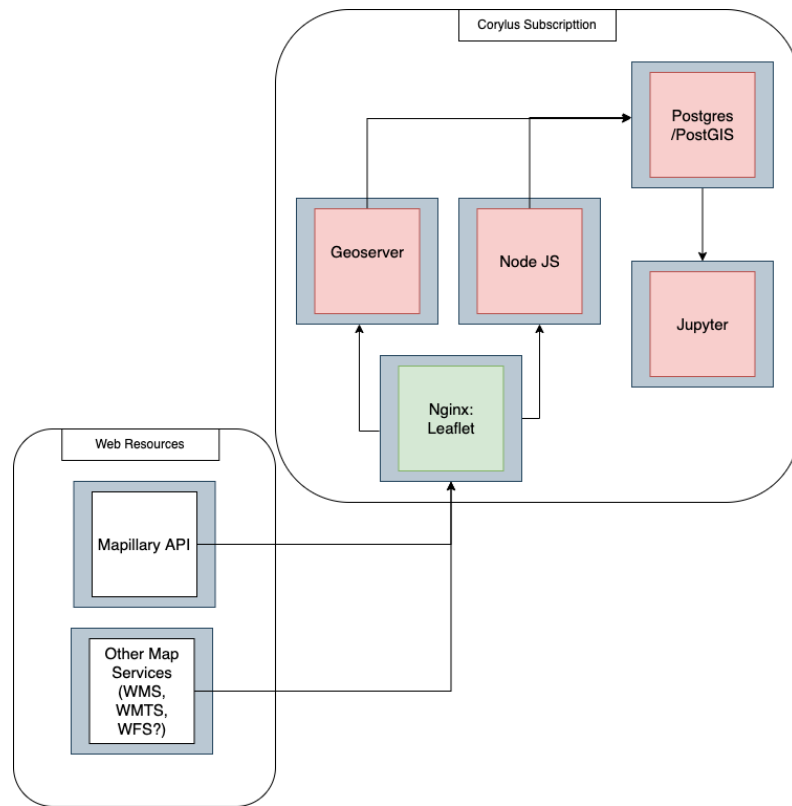 Corylus Subscripttion
Postgres
/PostGIS
Geoserver
Node JS
Jupyter
Nginx:
Leaflet
Web Resources
Mapillary API
Other Map
Services
(WMS,
WMTS,
WFS?)